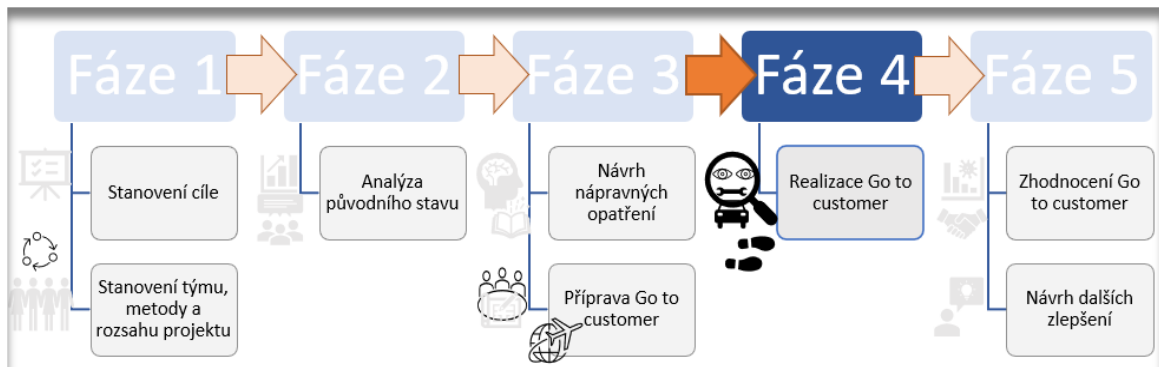 Fáze 1
Fáze 2
Fáze 3
Fáze 4
Fáze 5
Stanovení cíle
Stanovení týmu,
metody a
rozsahu projektu
Analýza
původního stavu
Návrh
nápravných
opatření
Příprava Go to
customer
Realizace Go to
customer
Zhodnocení Go
to customer
Návrh dalších
zlepšení